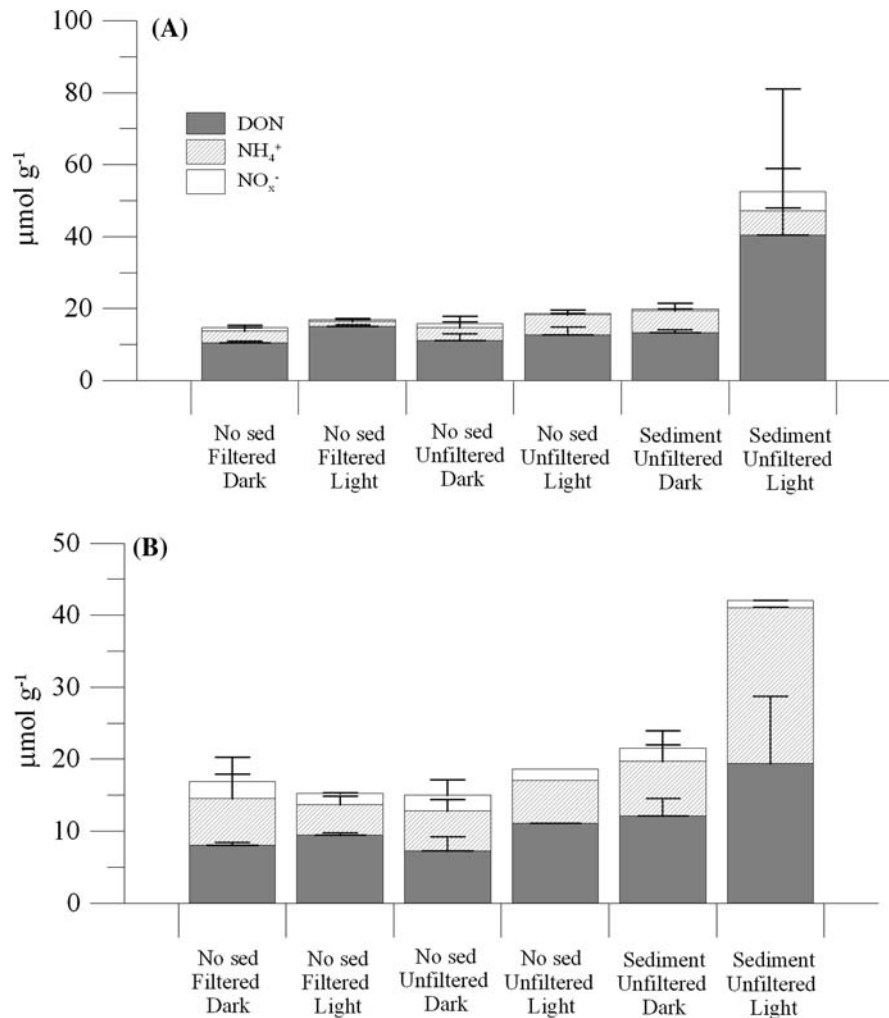 (A)
100
80
60
40
20
0
µmol g⁻¹
DON
NH₄⁺
NOₓ⁻
No sed
Filtered
Dark
No sed
Filtered
Light
No sed
Unfiltered
Dark
No sed
Unfiltered
Light
Sediment
Unfiltered
Dark
Sediment
Unfiltered
Light
(B)
50
40
30
20
10
0
µmol g⁻¹
No sed
Filtered
Dark
No sed
Filtered
Light
No sed
Unfiltered
Dark
No sed
Unfiltered
Light
Sediment
Unfiltered
Dark
Sediment
Unfiltered
Light